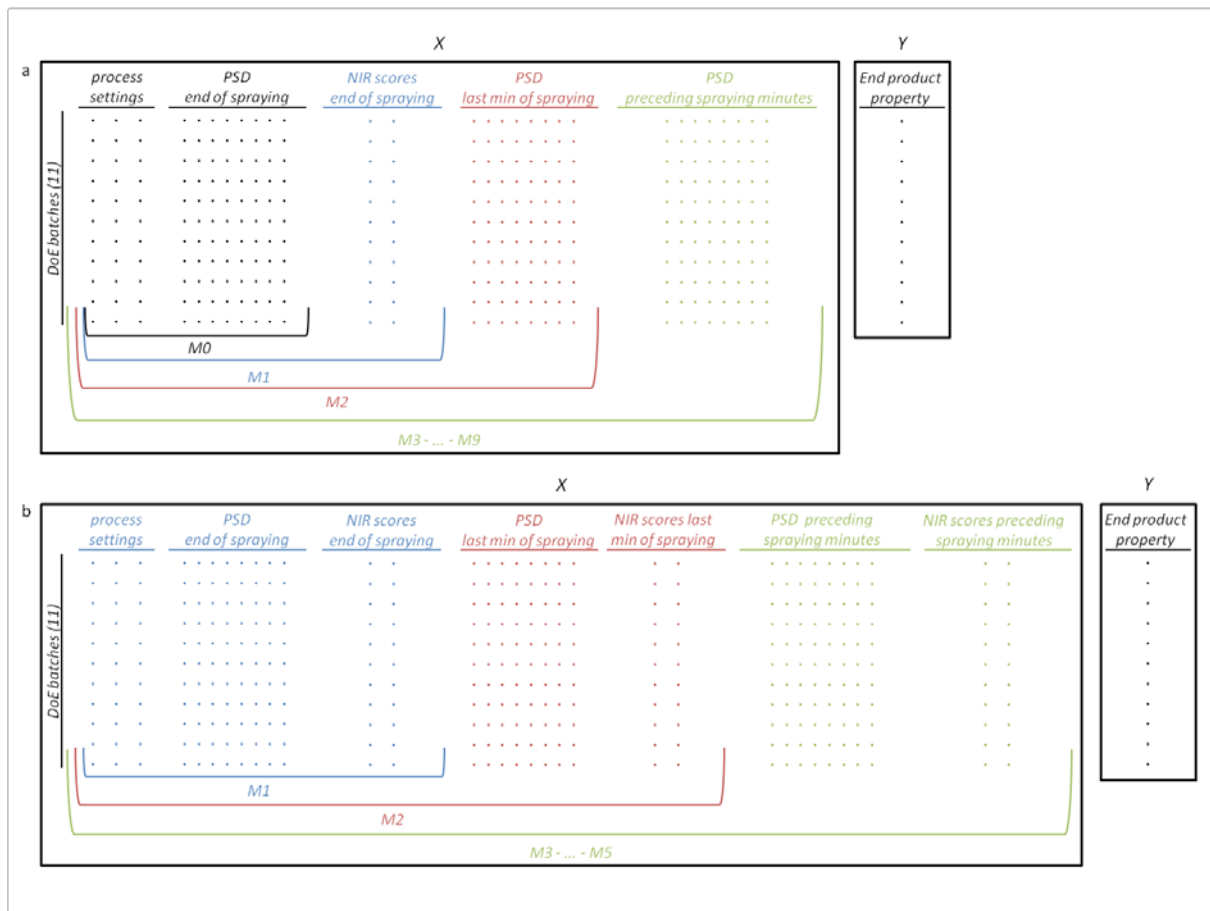 X
Y
a
process
settings
PSD
end of spraying
NIR scores
end of spraying
PSD
last min of spraying
PSD
preceding spraying minutes
End product
property
DoE batches (11)
M0
M1
M2
M3 - ... - M9
X
Y
b
process
settings
PSD
end of spraying
NIR scores
end of spraying
PSD
last min of spraying
NIR scores last
min of spraying
PSD preceding
spraying minutes
NIR scores preceding
spraying minutes
End product
property
DoE batches (11)
M1
M2
M3 - ... - M5